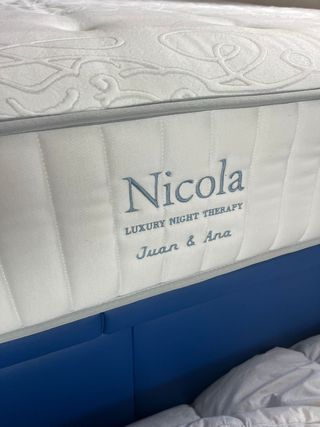 Nicola
LUXURY NIGHT THERAPY
Juan & Ana